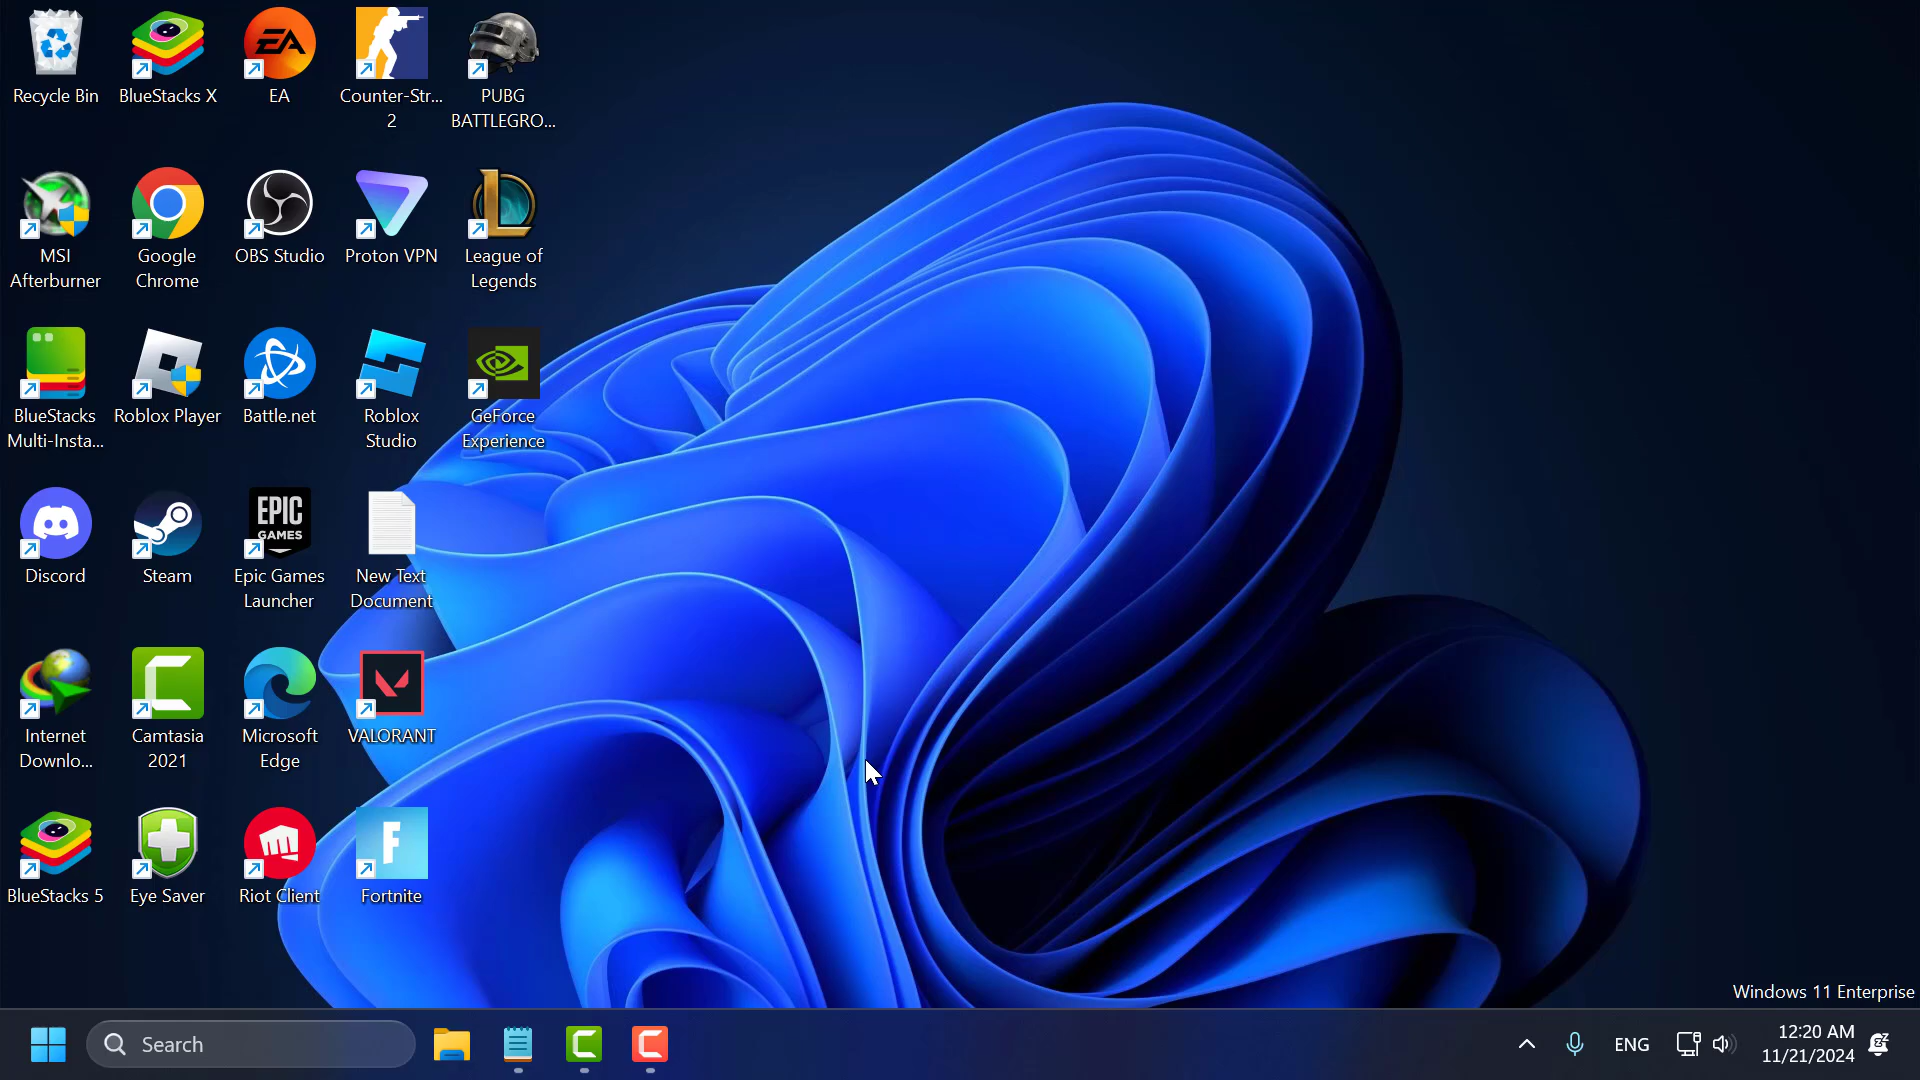 Recycle Bin
BlueStacks X
EA
EA
Counter-Str...
2
PUBG
BATTLEGRO...
MSI
Afterburner
Google
Chrome
OBS Studio
Proton VPN
League of
Legends
BlueStacks
Multi-Insta...
Roblox Player
Battle.net
Roblox
Studio
GeForce
Experience
Discord
Steam
EPIC
GAMES
Epic Games
Launcher
New Text
Document
Internet
Downlo...
Camtasia
2021
Microsoft
Edge
VALORANT
BlueStacks 5
Eye Saver
Riot Client
F
Fortnite
Windows 11 Enterprise
Search
ENG
12:20 AM
11/21/2024